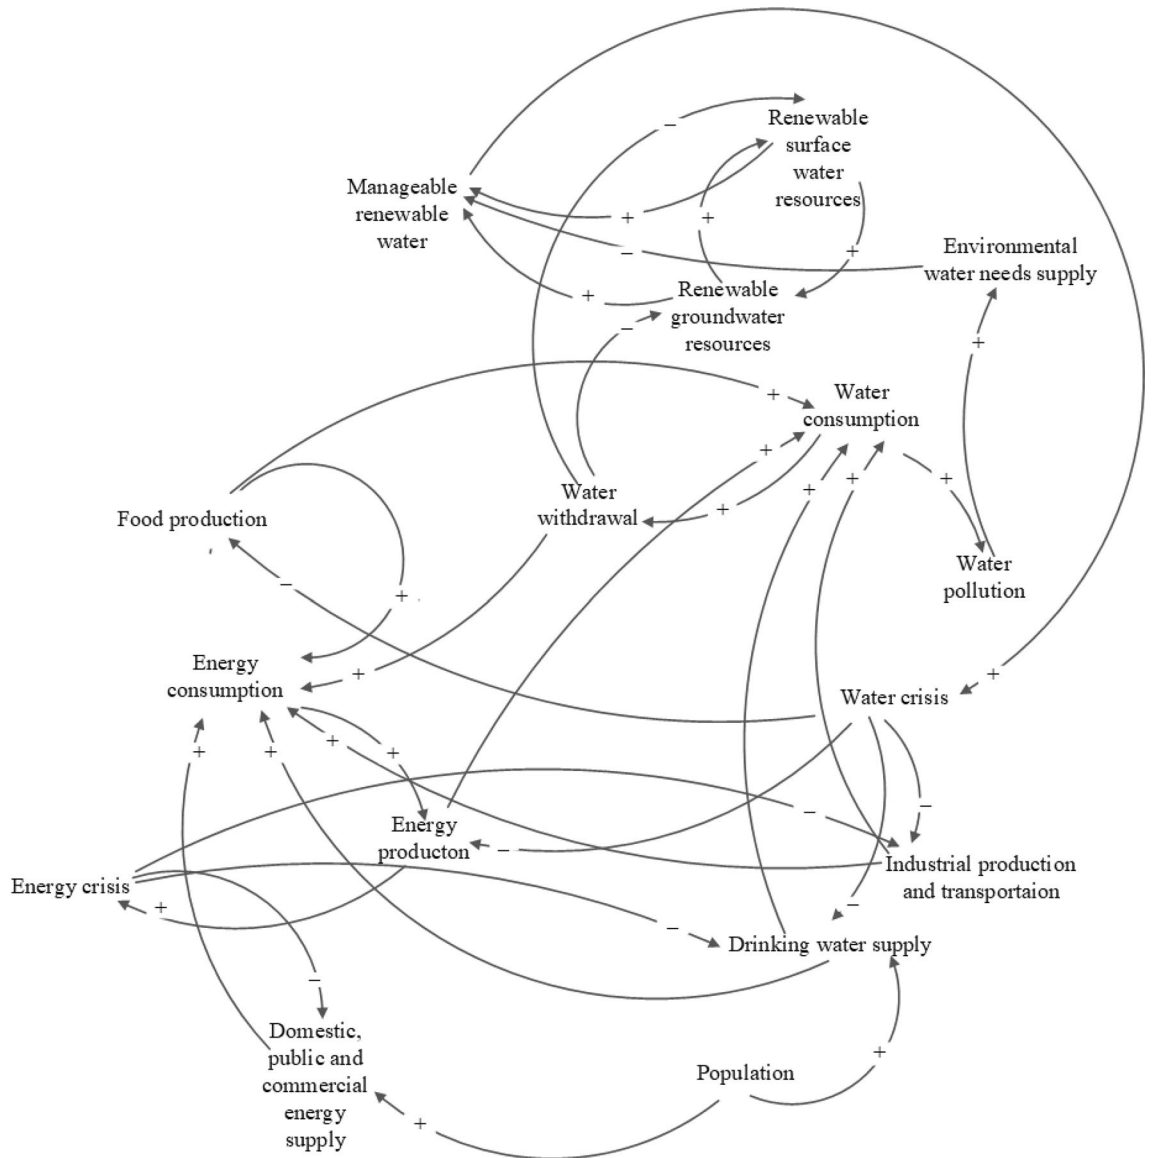 Renewable
surface
water
resources
Manageable
renewable
water
Environmental
water needs supply
Renewable
groundwater
resources
Water
consumption
Water
withdrawal
Food production
Water
pollution
Energy
consumption
Water crisis
Energy
producton
Industrial production
and transportaion
Energy crisis
Drinking water supply
Domestic,
public and
commercial
energy
supply
Population
–
+
+
–
+
+
–
+
+
+
+
+
+
+
+
–
+
+
+
+
+
+
+
–
–
–
–
+
–
–
+
+